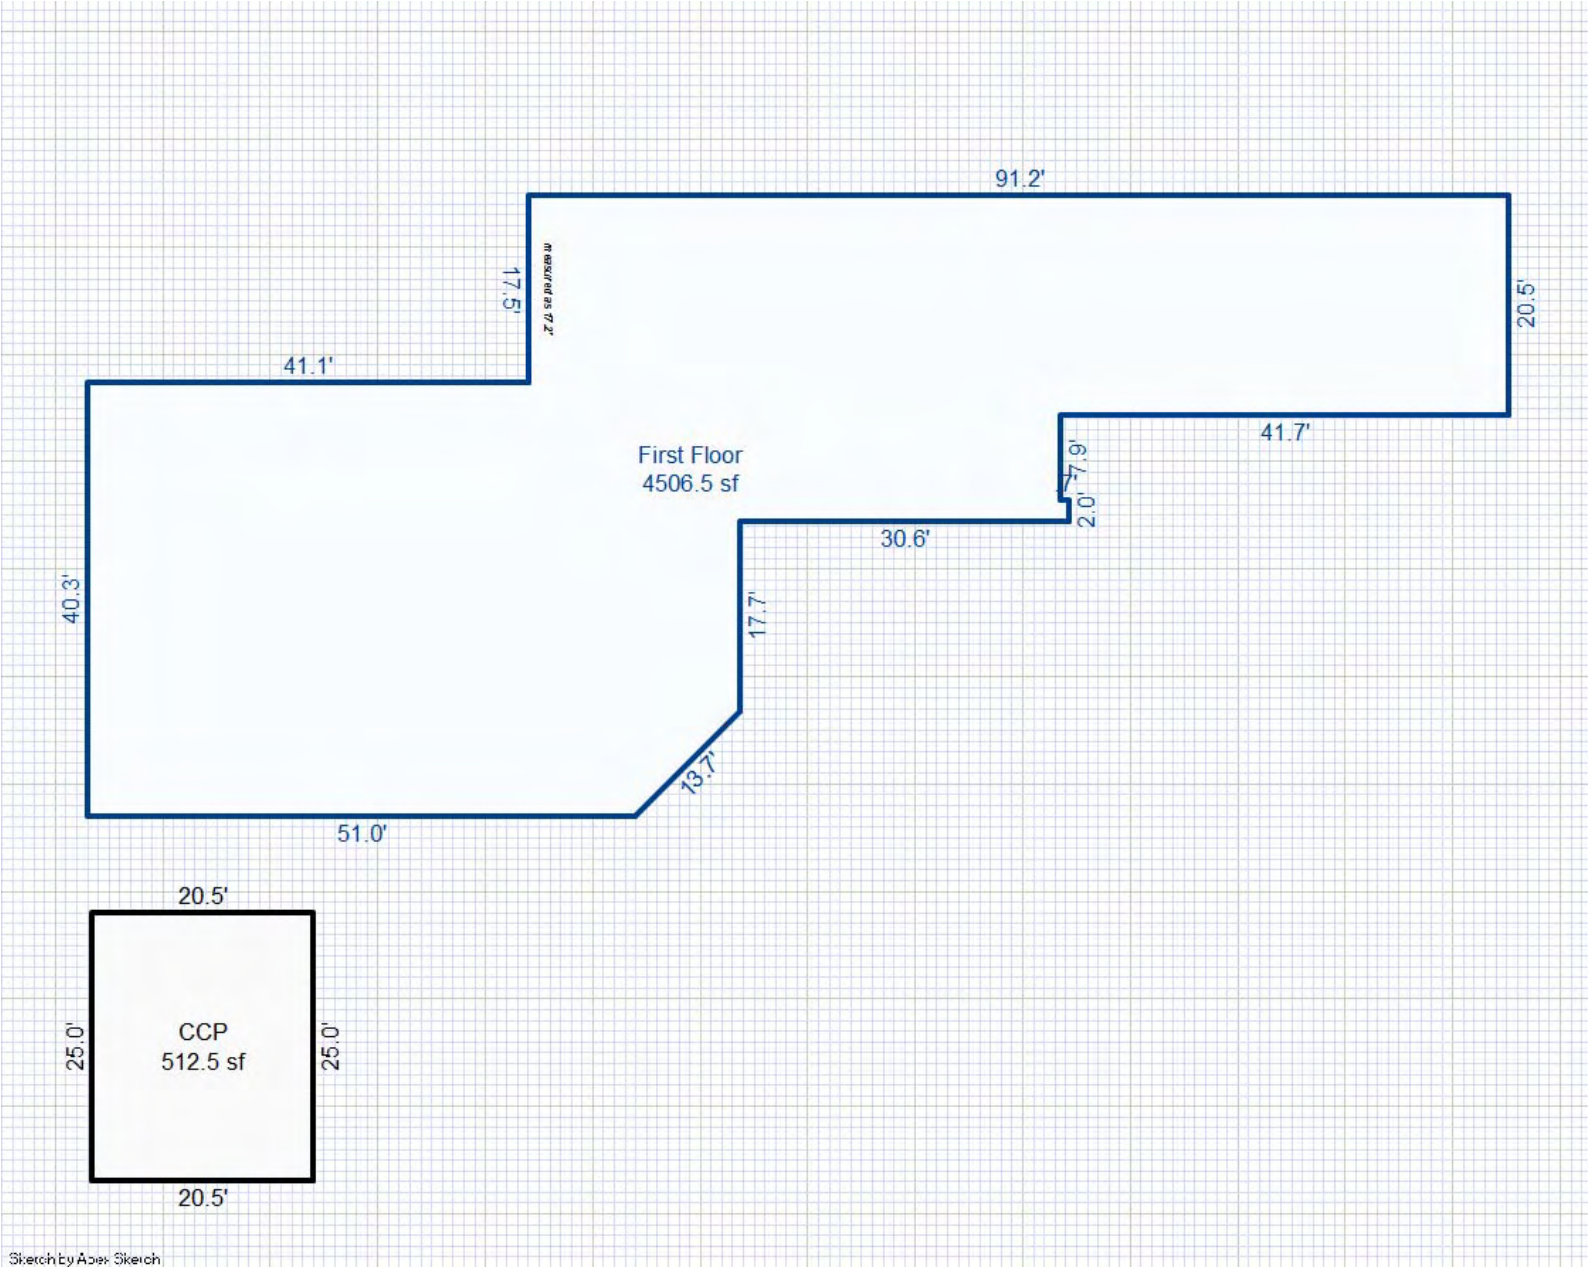 91.2'
17.5'
measured as 17.2'
20.5'
41.1'
41.7'
First Floor
4506.5 sf
7.9'
.7'
2.0'
30.6'
40.3'
17.7'
13.7'
51.0'
20.5'
25.0'
CCP
512.5 sf
25.0'
20.5'
Sketch by Apex Sketch